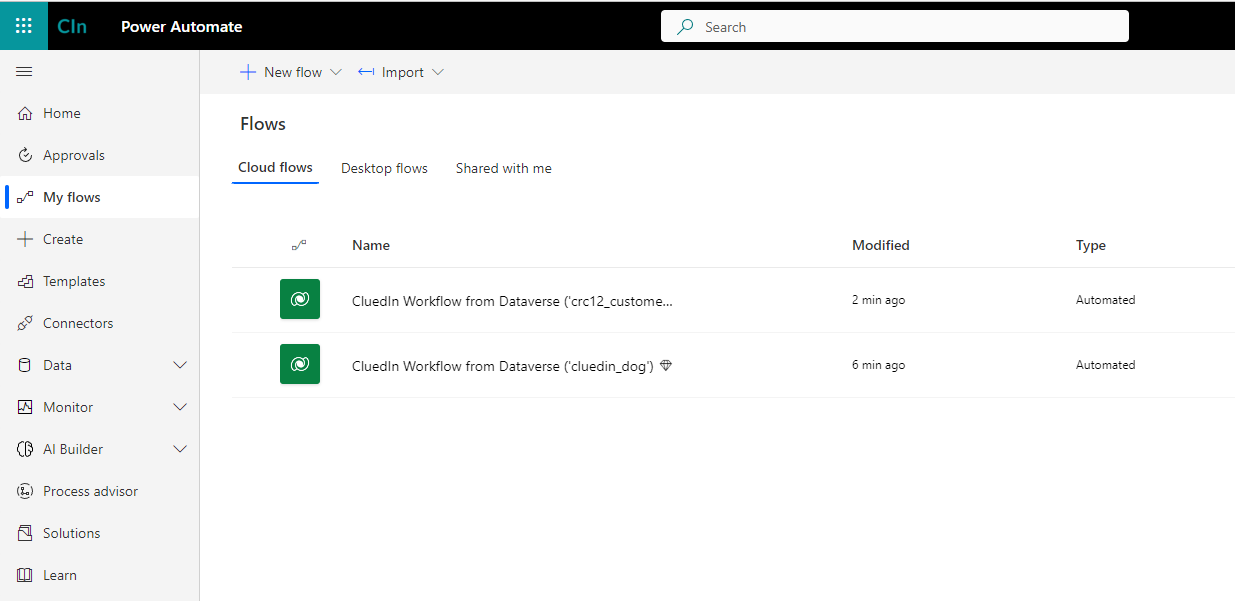 CIn Power Automate Search
New flow Import
Home
Approvals
My flows
Create
Templates
Connectors
Data
Monitor
AI Builder
Process advisor
Solutions
Learn
Flows
Cloud flows Desktop flows Shared with me
Name Modified Type
CluedIn Workflow from Dataverse ('crc12_custome... 2 min ago Automated
CluedIn Workflow from Dataverse ('cluedin_dog') 6 min ago Automated